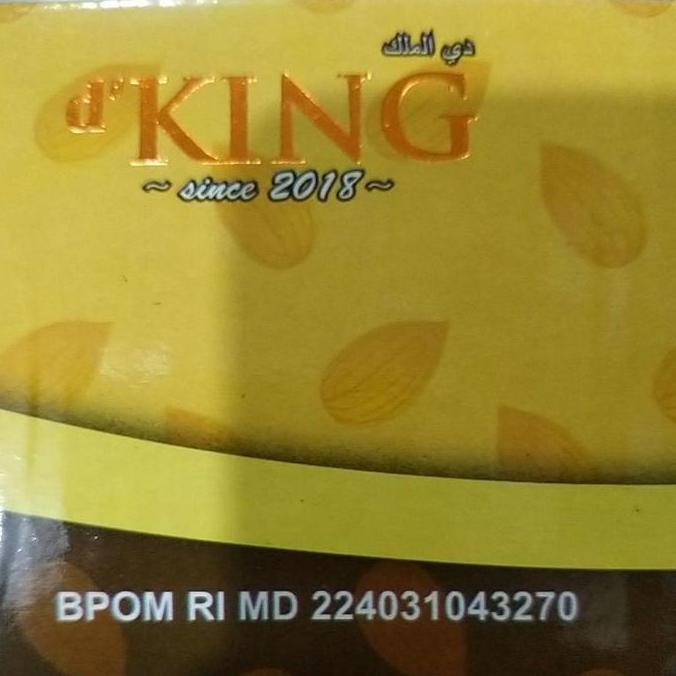 دي الملك
d'KING
~ since 2018 ~
BPOM RI MD 224031043270